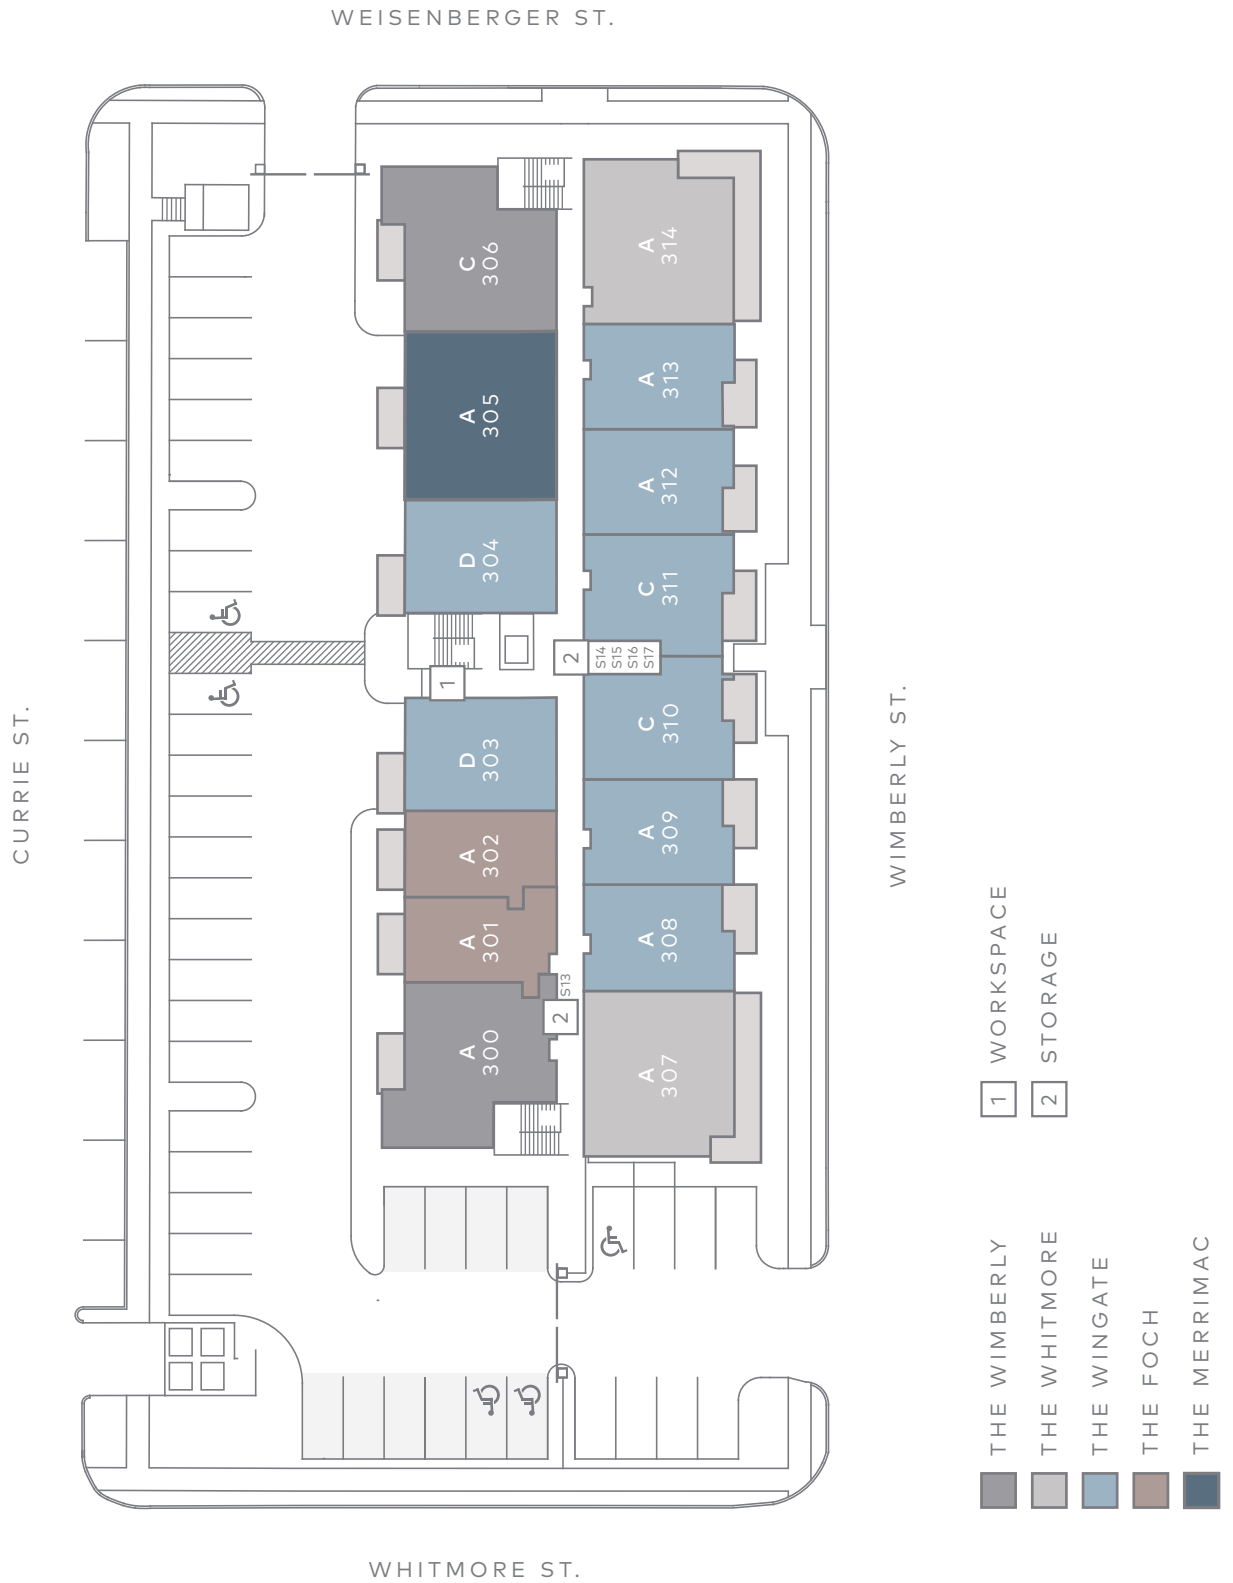 WEISENBERGER ST.
C
306
A
305
D
304
D
303
A
302
A
301
A
300
A
314
A
313
A
312
C
311
C
310
A
309
A
308
A
307
1
2
S14
S15
S16
S17
S13
2
CURRIE ST.
WIMBERLY ST.
1 WORKSPACE
2 STORAGE
THE WIMBERLY
THE WHITMORE
THE WINGATE
THE FOCH
THE MERRIMAC
WHITMORE ST.